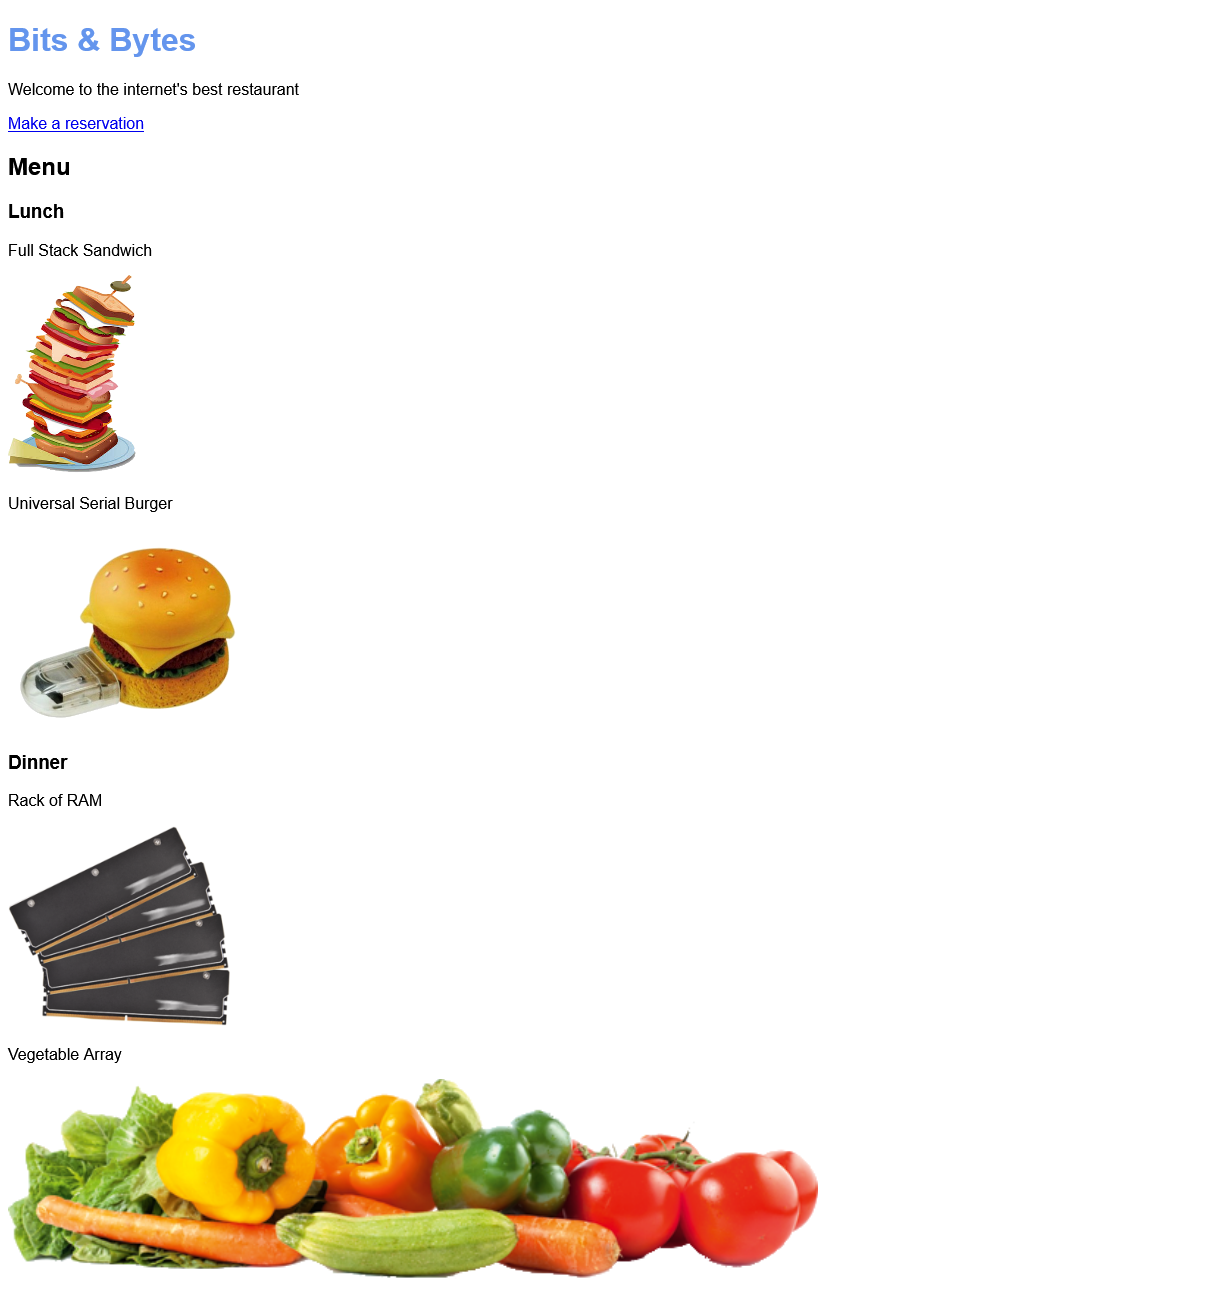 Bits & Bytes
Welcome to the internet's best restaurant
Make a reservation
Menu
Lunch
Full Stack Sandwich
Universal Serial Burger
Dinner
Rack of RAM
Vegetable Array